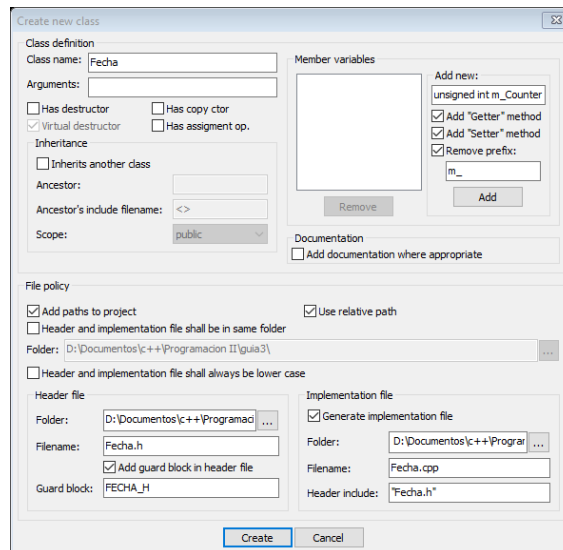 Create new class
Class definition
Class name: Fecha
Arguments:
Has destructor
Has copy ctor
Virtual destructor
Has assigment op.
Inheritance
Inherits another class
Ancestor:
Ancestor's include filename: <>
Scope: public
Member variables
Remove
Add new:
unsigned int m_Counter
Add "Getter" method
Add "Setter" method
Remove prefix:
m_
Add
Documentation
Add documentation where appropriate
File policy
Add paths to project
Use relative path
Header and implementation file shall be in same folder
Folder: D:\Documentos\c++\Programacion II\guia3\ ...
Header and implementation file shall always be lower case
Header file
Folder: D:\Documentos\c++\Programaci ...
Filename: Fecha.h
Add guard block in header file
Guard block: FECHA_H
Implementation file
Generate implementation file
Folder: D:\Documentos\c++\Prograr ...
Filename: Fecha.cpp
Header include: "Fecha.h"
Create
Cancel